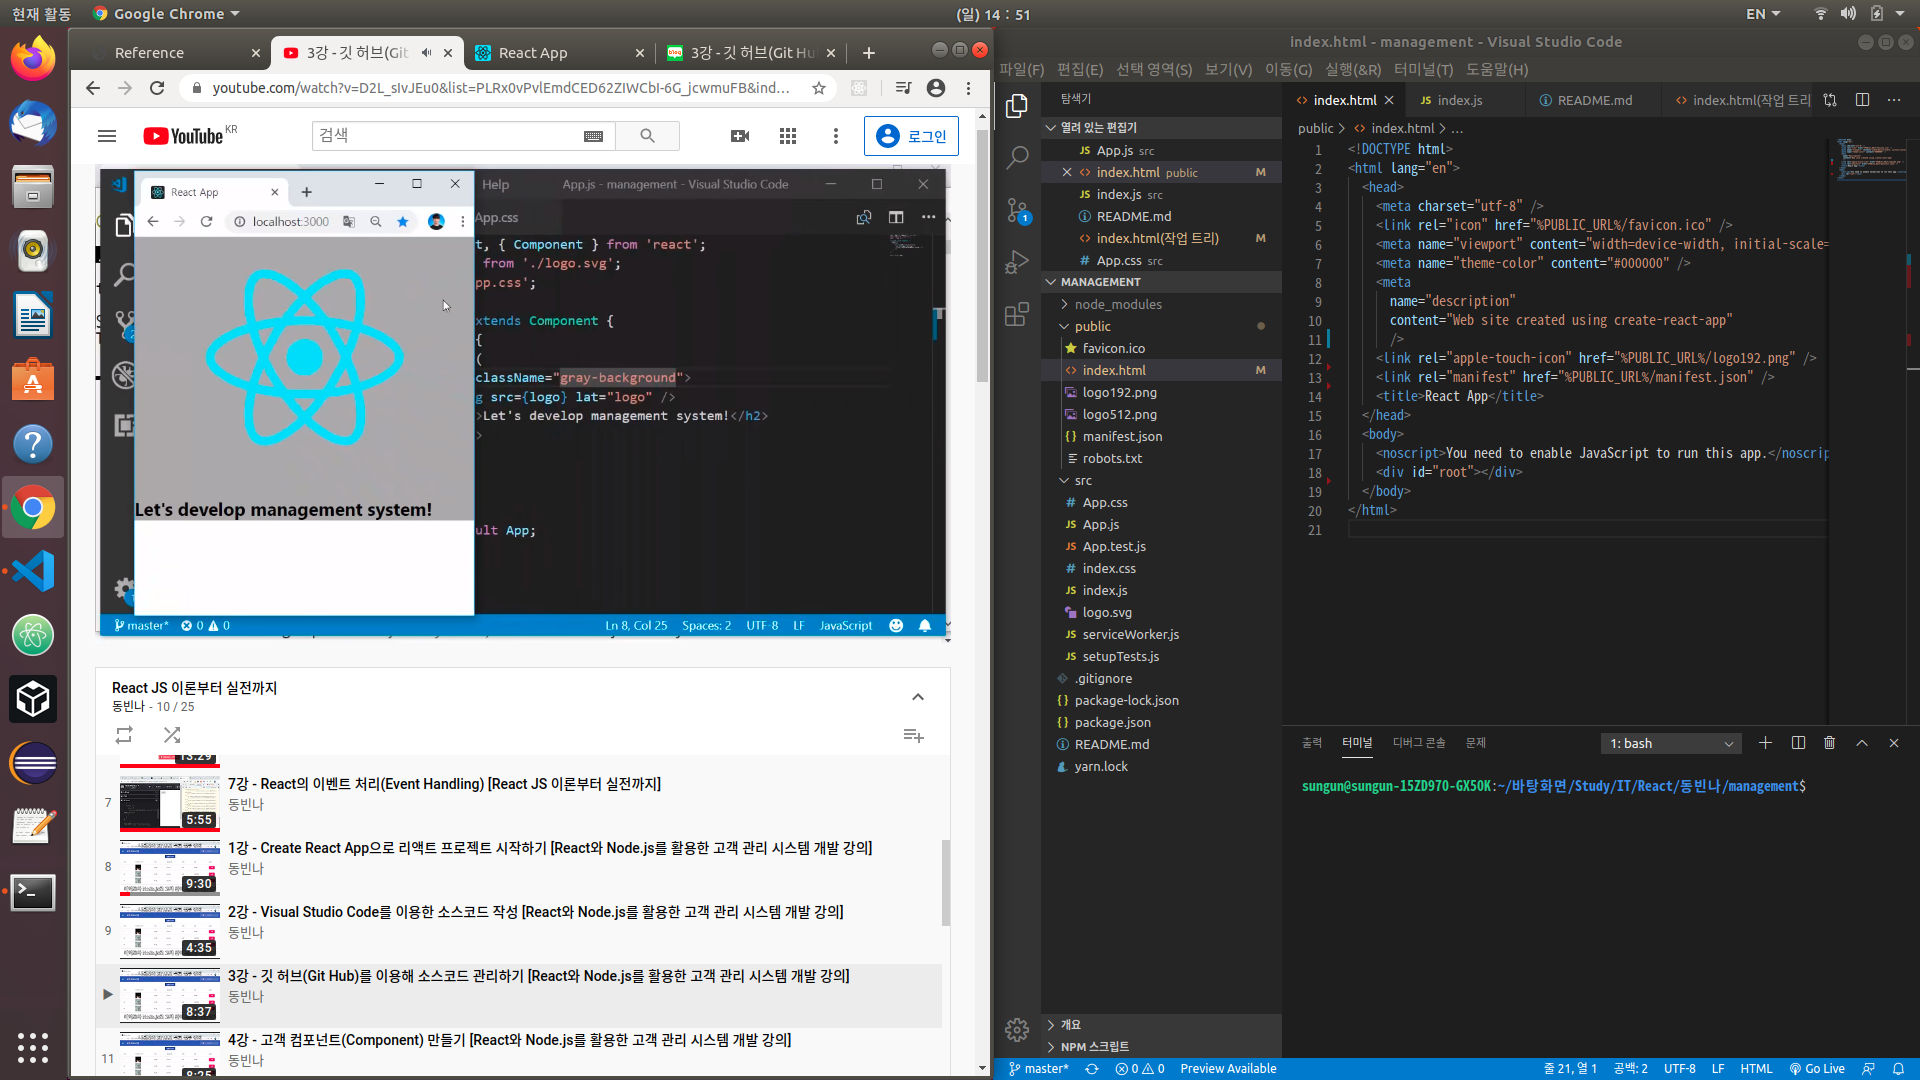 현재 활동
Google Chrome
(일) 14 : 51
EN
Reference
3강 - 깃 허브(Git
React App
3강 - 깃 허브(Git Hu
youtube.com/watch?v=D2L_sIvJEu0&list=PLRx0vPvlEmdCED62ZIWCbI-6G_jcwmuFB&ind...
YouTube KR
검색
로그인
React App
Help
App.js - management - Visual Studio Code
localhost:3000
App.css
t, { Component } from 'react';
from './logo.svg';
pp.css';
xtends Component {
{
(
className="gray-background">
g src={logo} lat="logo" />
>Let's develop management system!</h2>
>
ult App;
Let's develop management system!
master*
0
0
Ln 8, Col 25
Spaces: 2
UTF-8
LF
JavaScript
React JS 이론부터 실전까지
동빈나 - 10 / 25
13:29
7
5:55
7강 - React의 이벤트 처리(Event Handling) [React JS 이론부터 실전까지]
동빈나
8
9:30
1강 - Create React App으로 리액트 프로젝트 시작하기 [React와 Node.js를 활용한 고객 관리 시스템 개발 강의]
동빈나
9
4:35
2강 - Visual Studio Code를 이용한 소스코드 작성 [React와 Node.js를 활용한 고객 관리 시스템 개발 강의]
동빈나
8:37
3강 - 깃 허브(Git Hub)를 이용해 소스코드 관리하기 [React와 Node.js를 활용한 고객 관리 시스템 개발 강의]
동빈나
11
8:25
4강 - 고객 컴포넌트(Component) 만들기 [React와 Node.js를 활용한 고객 관리 시스템 개발 강의]
동빈나
index.html - management - Visual Studio Code
파일(F) 편집(E) 선택 영역(S) 보기(V) 이동(G) 실행(&R) 터미널(T) 도움말(H)
탐색기
열려 있는 편집기
JS App.js src
index.html public M
JS index.js src
README.md
index.html(작업 트리) M
# App.css src
MANAGEMENT
node_modules
public
favicon.ico
index.html M
logo192.png
logo512.png
{} manifest.json
robots.txt
src
# App.css
JS App.js
JS App.test.js
# index.css
JS index.js
logo.svg
JS serviceWorker.js
JS setupTests.js
.gitignore
{} package-lock.json
{} package.json
README.md
yarn.lock
개요
NPM 스크립트
1
index.html
JS index.js
README.md
index.html(작업 트리
public > index.html > ...
1 <!DOCTYPE html>
2 <html lang="en">
3 <head>
4 <meta charset="utf-8" />
5 <link rel="icon" href="%PUBLIC_URL%/favicon.ico" />
6 <meta name="viewport" content="width=device-width, initial-scale=
7 <meta name="theme-color" content="#000000" />
8 <meta
9 name="description"
10 content="Web site created using create-react-app"
11 />
12 <link rel="apple-touch-icon" href="%PUBLIC_URL%/logo192.png" />
13 <link rel="manifest" href="%PUBLIC_URL%/manifest.json" />
14 <title>React App</title>
15 </head>
16 <body>
17 <noscript>You need to enable JavaScript to run this app.</noscrip
18 <div id="root"></div>
19 </body>
20 </html>
21
출력 터미널 디버그 콘솔 문제
1: bash
sungun@sungun-15ZD970-GX50K:~/바탕화면/Study/IT/React/동빈나/management$
master*
0
0
Preview Available
줄 21, 열 1
공백: 2
UTF-8
LF
HTML
Go Live